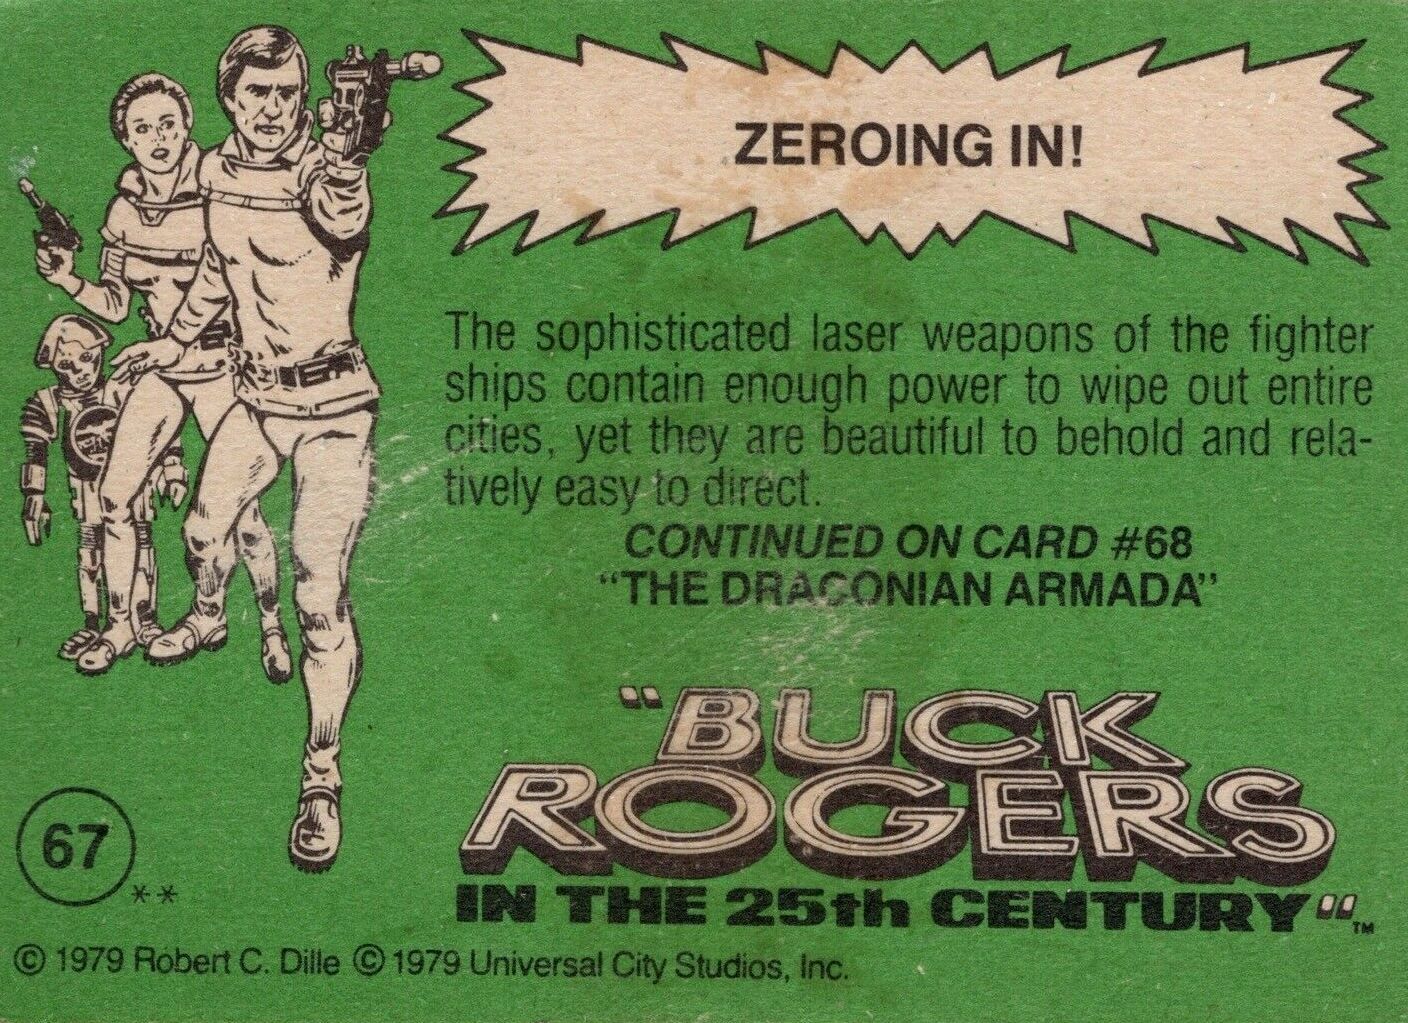 ZEROING IN!
The sophisticated laser weapons of the fighter
ships contain enough power to wipe out entire
cities, yet they are beautiful to behold and rela-
tively easy to direct.
CONTINUED ON CARD #68
"THE DRACONIAN ARMADA"
"BUCK
ROGERS
IN THE 25th CENTURY"™
67
**
© 1979 Robert C. Dille © 1979 Universal City Studios, Inc.